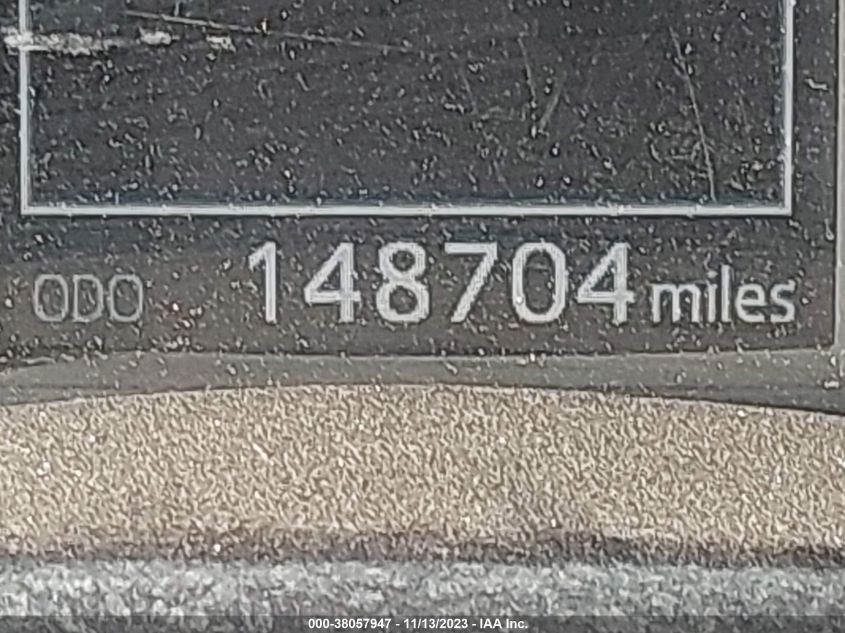 ODO 148704 miles
000-38057947 - 11/13/2023 - IAA Inc.